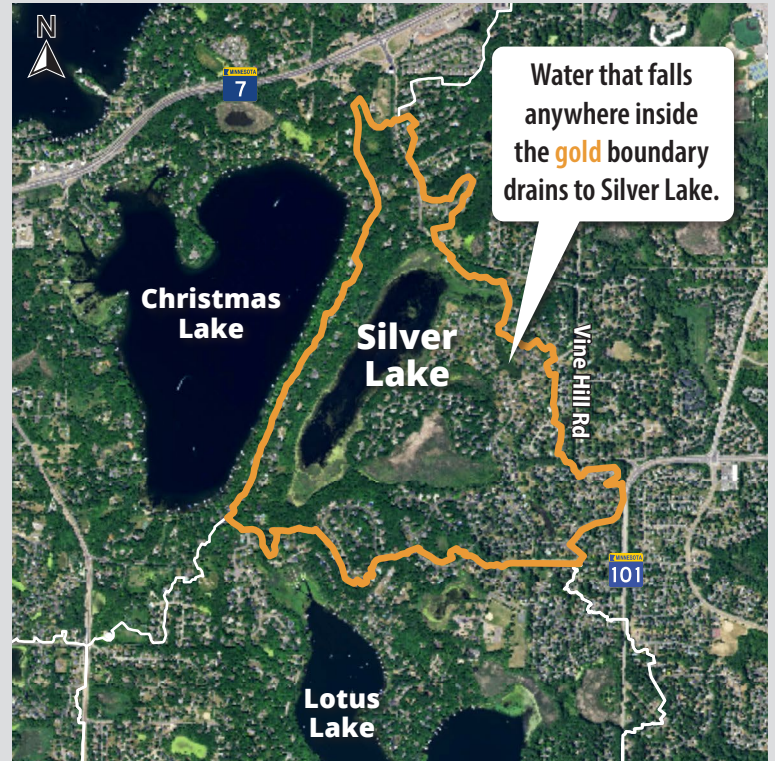 N
MINNESOTA
7
Water that falls
anywhere inside
the gold boundary
drains to Silver Lake.
Christmas
Lake
Silver
Lake
Vine Hill Rd
MINNESOTA
101
Lotus
Lake